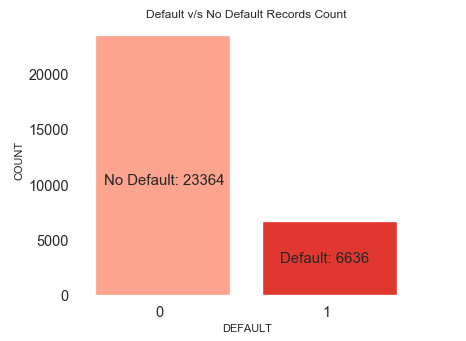 Default v/s No Default Records Count
COUNT
20000
15000
10000
5000
0
No Default: 23364
Default: 6636
0
1
DEFAULT